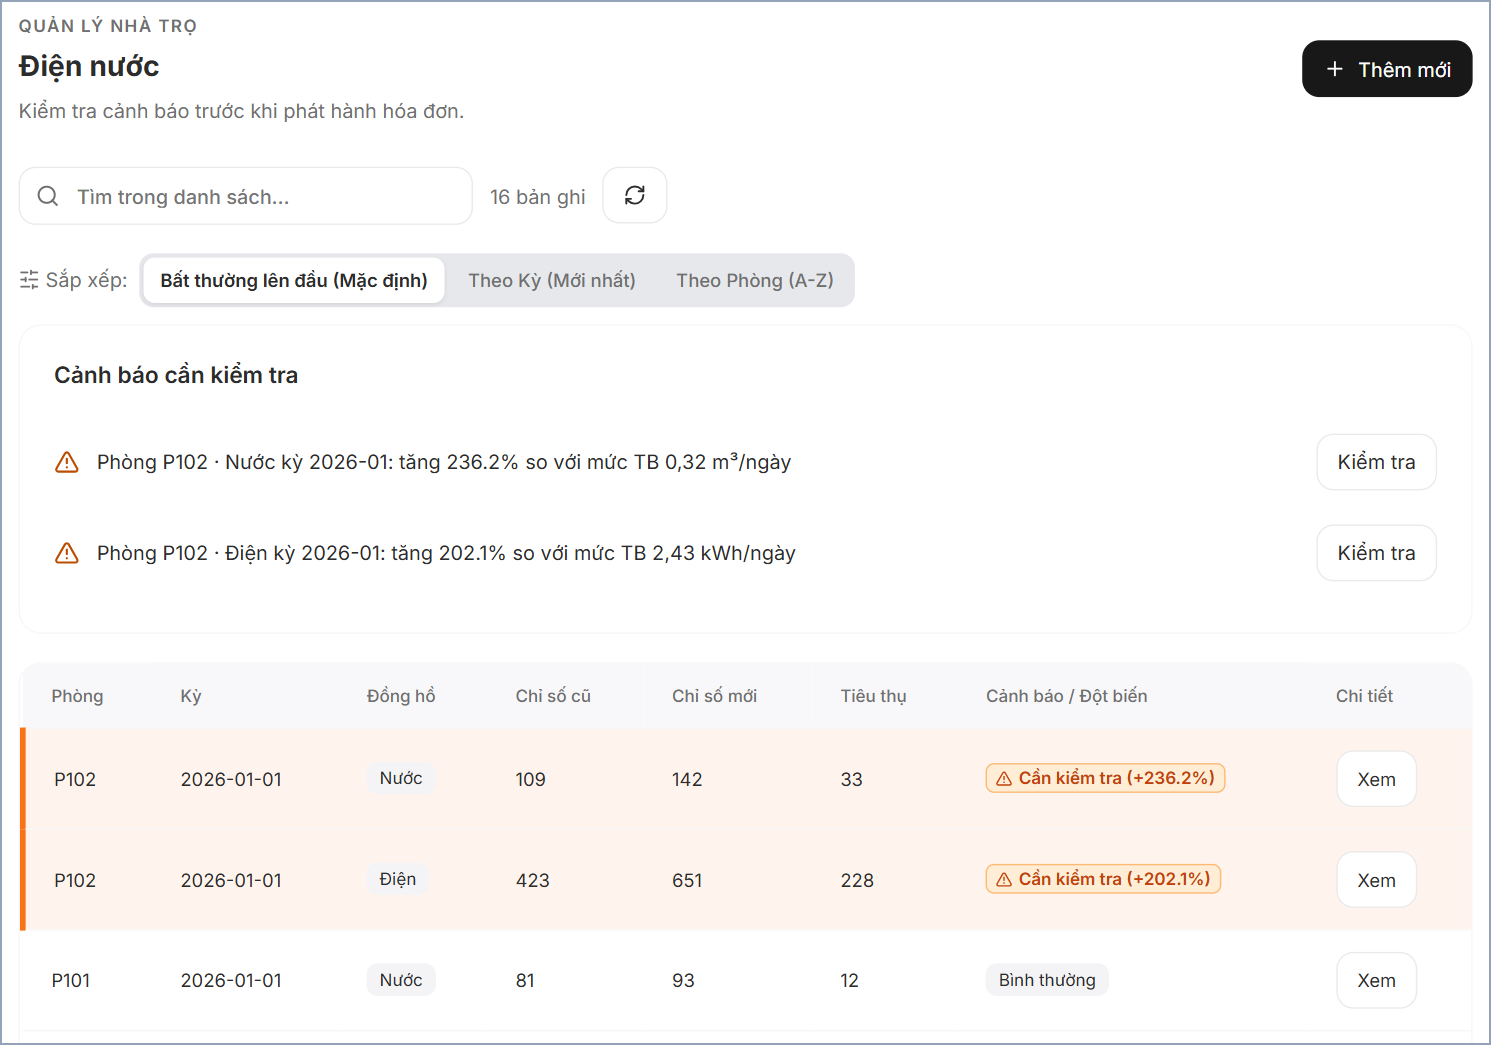 QUẢN LÝ NHÀ TRỌ
Điện nước
Kiểm tra cảnh báo trước khi phát hành hóa đơn.
+ Thêm mới
Tìm trong danh sách...
16 bản ghi
Sắp xếp:
Bất thường lên đầu (Mặc định)
Theo Kỳ (Mới nhất)
Theo Phòng (A-Z)
Cảnh báo cần kiểm tra
Phòng P102 · Nước kỳ 2026-01: tăng 236.2% so với mức TB 0,32 m³/ngày
Kiểm tra
Phòng P102 · Điện kỳ 2026-01: tăng 202.1% so với mức TB 2,43 kWh/ngày
Kiểm tra
Phòng Kỳ Đồng hồ Chỉ số cũ Chỉ số mới Tiêu thụ Cảnh báo / Đột biến Chi tiết
P102 2026-01-01 Nước 109 142 33 Cần kiểm tra (+236.2%) Xem
P102 2026-01-01 Điện 423 651 228 Cần kiểm tra (+202.1%) Xem
P101 2026-01-01 Nước 81 93 12 Bình thường Xem